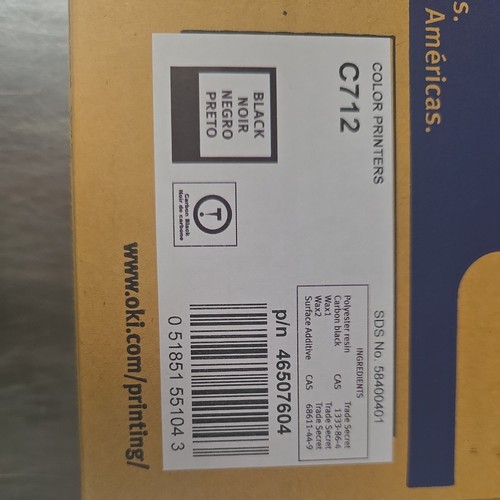 s.
Américas.
COLOR PRINTERS
C712
BLACK
NOIR
NEGRO
PRETO
T
Carbon Black
Noir de carbone
SDS No. 58400401
INGREDIENTS
Polyester resin Trade Secret
Carbon black CAS 1333-86-4
Wax1 Trade Secret
Wax2 Trade Secret
Surface Additive CAS 68611-44-9
p/n 46507604
0 51851 55104 3
www.oki.com/printing/